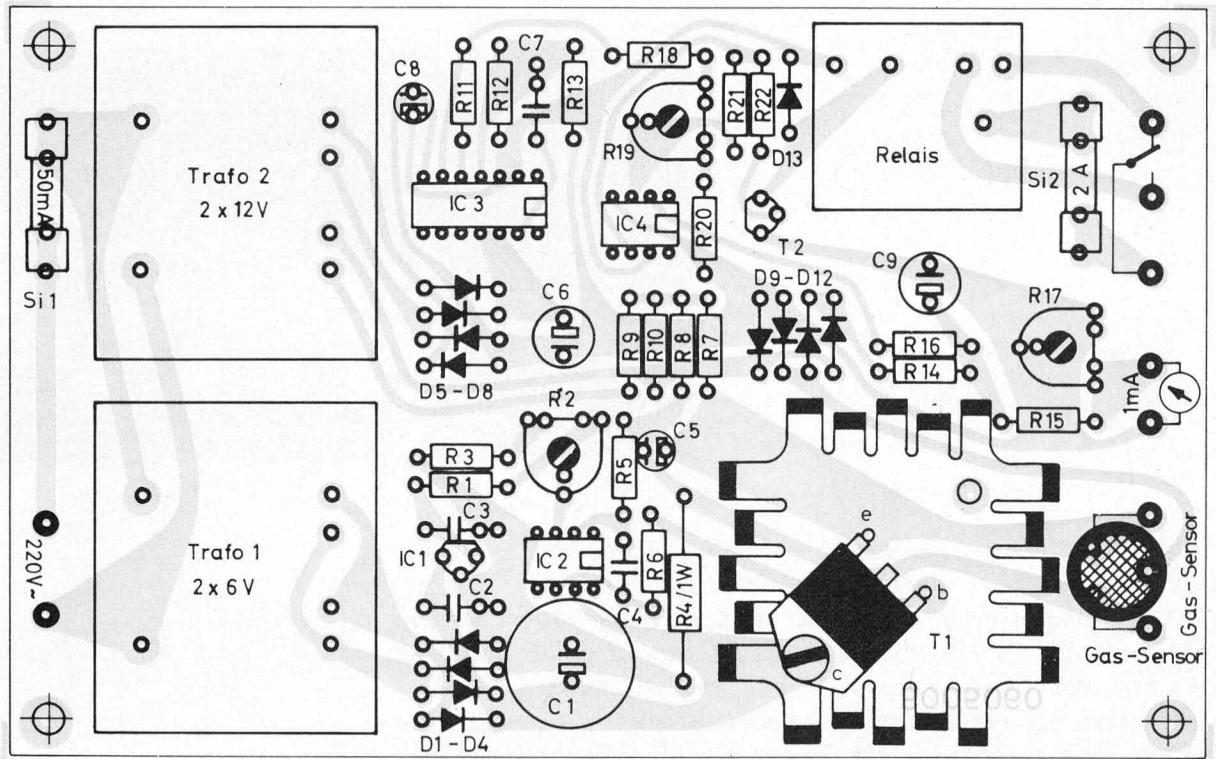 C8
R11
R12
C7
R13
R18
R19
R21
R22
D13
Relais
Si2
2 A
50mA
Si1
Trafo 2
2 x 12V
IC 3
IC4
R20
T2
C9
D9-D12
R17
C6
D5-D8
R9
R10
R8
R7
R16
R14
R15
1mA
R2
R3
R1
R5
C5
C3
IC1
C2
IC 2
C4
R6
R4/1W
Trafo 1
2 x 6V
220V~
e
b
T1
c
Gas-Sensor
Gas-Sensor
C1
D1-D4
9006090